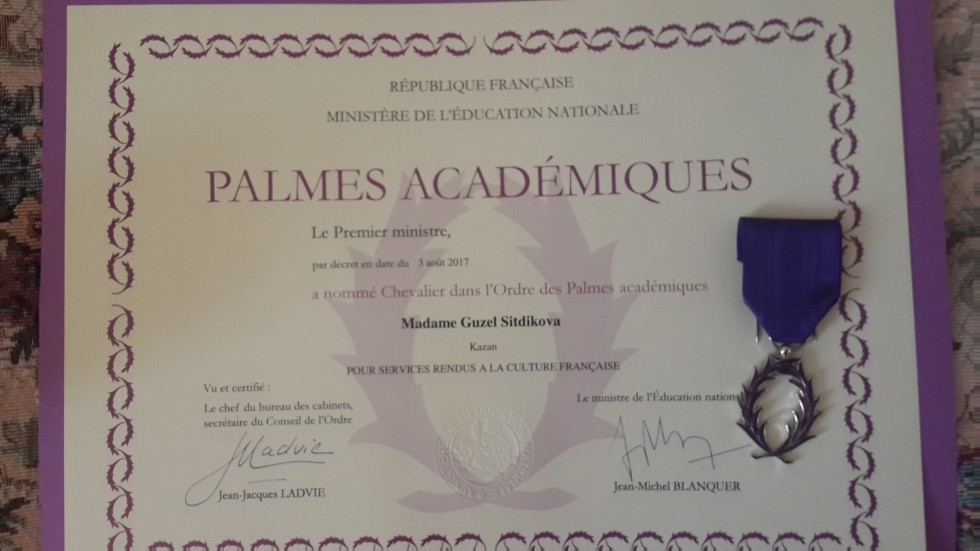 RÉPUBLIQUE FRANÇAISE
MINISTÈRE DE L'ÉDUCATION NATIONALE
PALMES ACADÉMIQUES
Le Premier ministre,
par décret en date du 3 août 2017
a nommé Chevalier dans l'Ordre des Palmes académiques
Madame Guzel Sitdikova
Kazan
POUR SERVICES RENDUS A LA CULTURE FRANÇAISE
Vu et certifié :
Le chef du bureau des cabinets,
secrétaire du Conseil de l'Ordre
JMadvie
Jean-Jacques LADVIE
Le ministre de l'Éducation nation
Jean-Michel BLANQUER